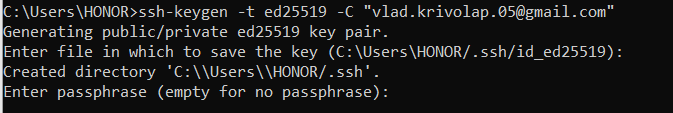 C:\Users\HONOR>ssh-keygen -t ed25519 -C "vlad.krivolap.05@gmail.com"
Generating public/private ed25519 key pair.
Enter file in which to save the key (C:\Users\HONOR/.ssh/id_ed25519):
Created directory 'C:\\Users\\HONOR/.ssh'.
Enter passphrase (empty for no passphrase):